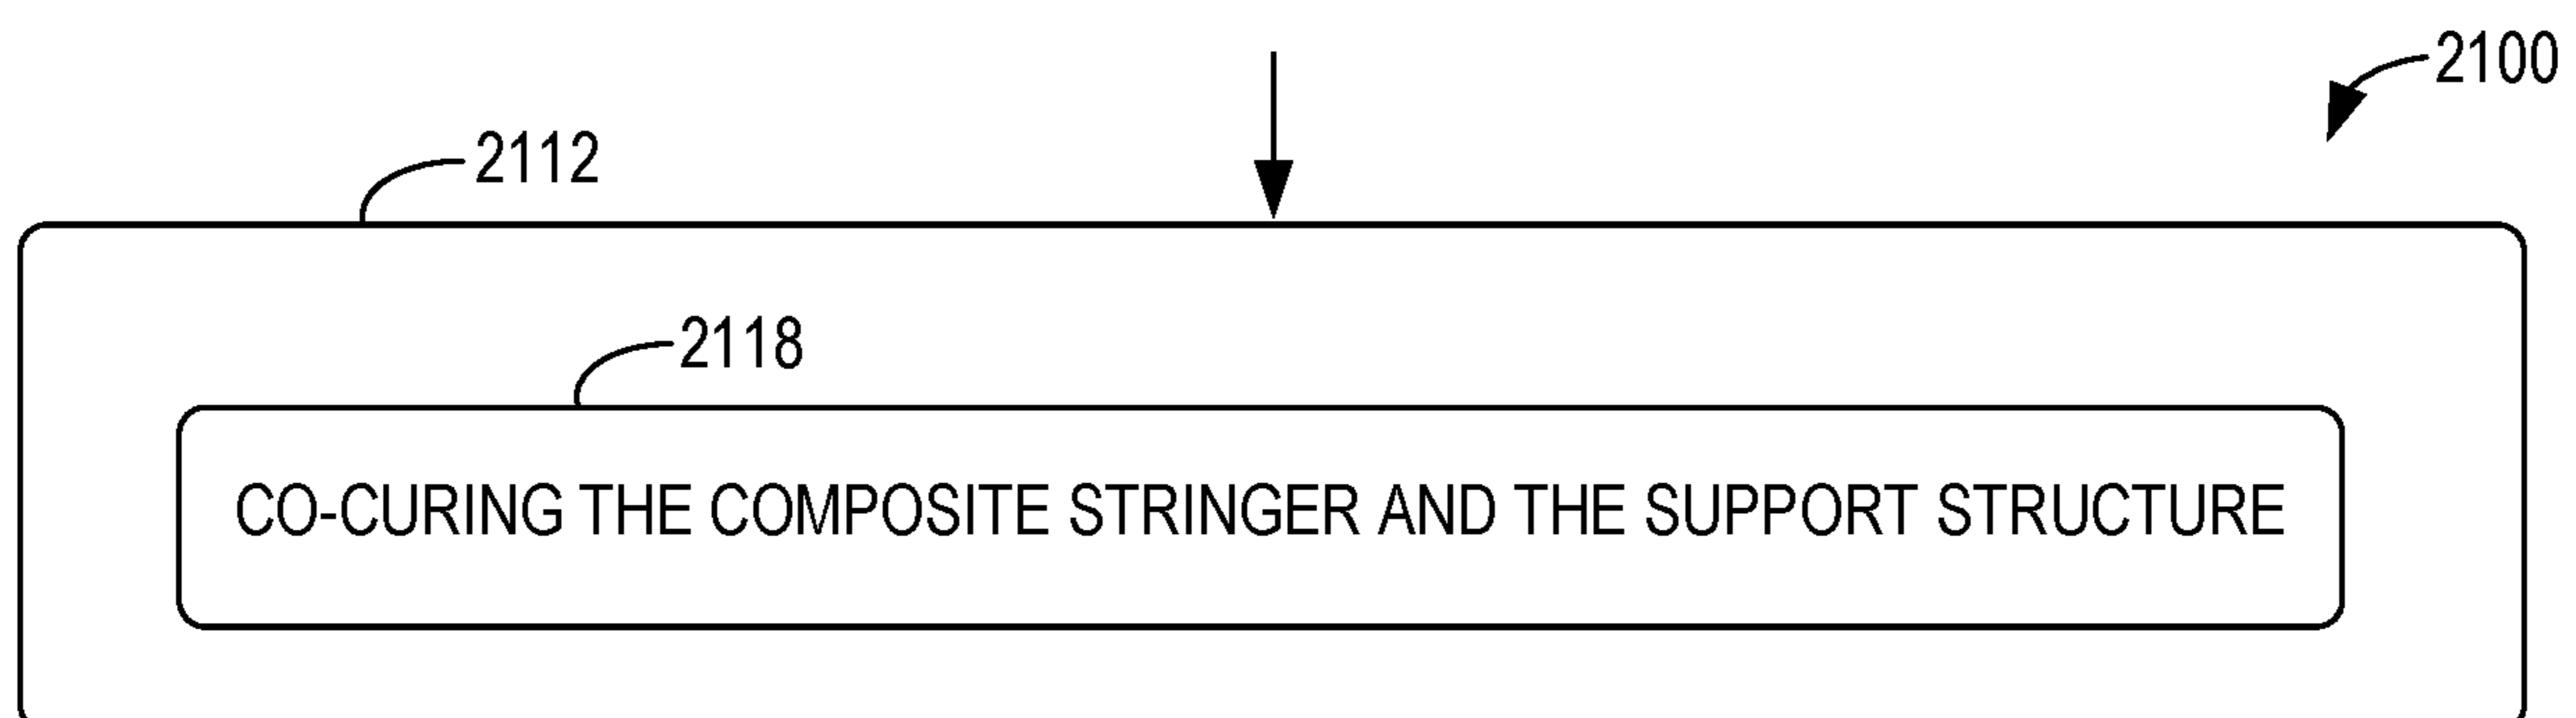 2100
2112
2118
CO-CURING THE COMPOSITE STRINGER AND THE SUPPORT STRUCTURE